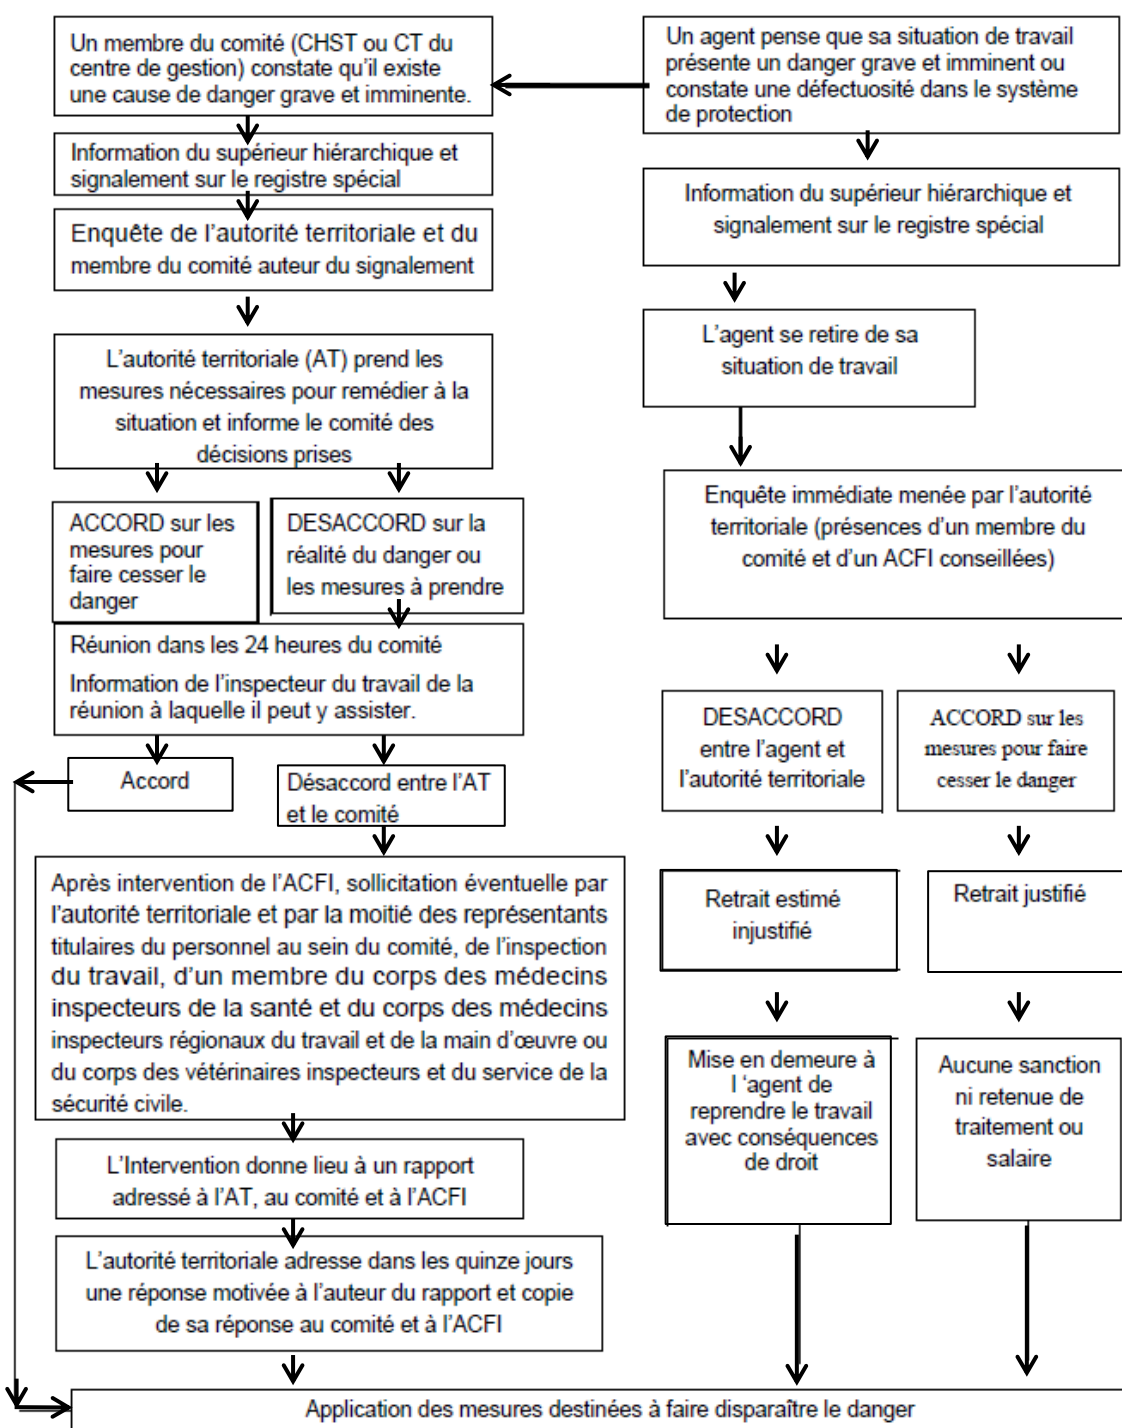 Un membre du comité (CHST ou CT du
centre de gestion) constate qu'il existe
une cause de danger grave et imminente.
Un agent pense que sa situation de travail
présente un danger grave et imminent ou
constate une défectuosité dans le système
de protection
Information du supérieur hiérarchique et
signalement sur le registre spécial
Information du supérieur hiérarchique et
signalement sur le registre spécial
Enquête de l'autorité territoriale et du
membre du comité auteur du signalement
L'agent se retire de sa
situation de travail
L'autorité territoriale (AT) prend les
mesures nécessaires pour remédier à la
situation et informe le comité des
décisions prises
Enquête immédiate menée par l'autorité
territoriale (présences d'un membre du
comité et d'un ACFI conseillées)
ACCORD sur les
mesures pour
faire cesser le
danger
DESACCORD sur la
réalité du danger ou
les mesures à prendre
Réunion dans les 24 heures du comité
Information de l'inspecteur du travail de la
réunion à laquelle il peut y assister.
DESACCORD
entre l'agent et
l'autorité territoriale
ACCORD sur les
mesures pour faire
cesser le danger
Accord
Désaccord entre l'AT
et le comité
Retrait estimé
injustifié
Retrait justifié
Après intervention de l'ACFI, sollicitation éventuelle par
l'autorité territoriale et par la moitié des représentants
titulaires du personnel au sein du comité, de l'inspection
du travail, d'un membre du corps des médecins
inspecteurs de la santé et du corps des médecins
inspecteurs régionaux du travail et de la main d'œuvre ou
du corps des vétérinaires inspecteurs et du service de la
sécurité civile.
Mise en demeure à
l 'agent de
reprendre le travail
avec conséquences
de droit
Aucune sanction
ni retenue de
traitement ou
salaire
L'Intervention donne lieu à un rapport
adressé à l'AT, au comité et à l'ACFI
L'autorité territoriale adresse dans les quinze jours
une réponse motivée à l'auteur du rapport et copie
de sa réponse au comité et à l'ACFI
Application des mesures destinées à faire disparaître le danger